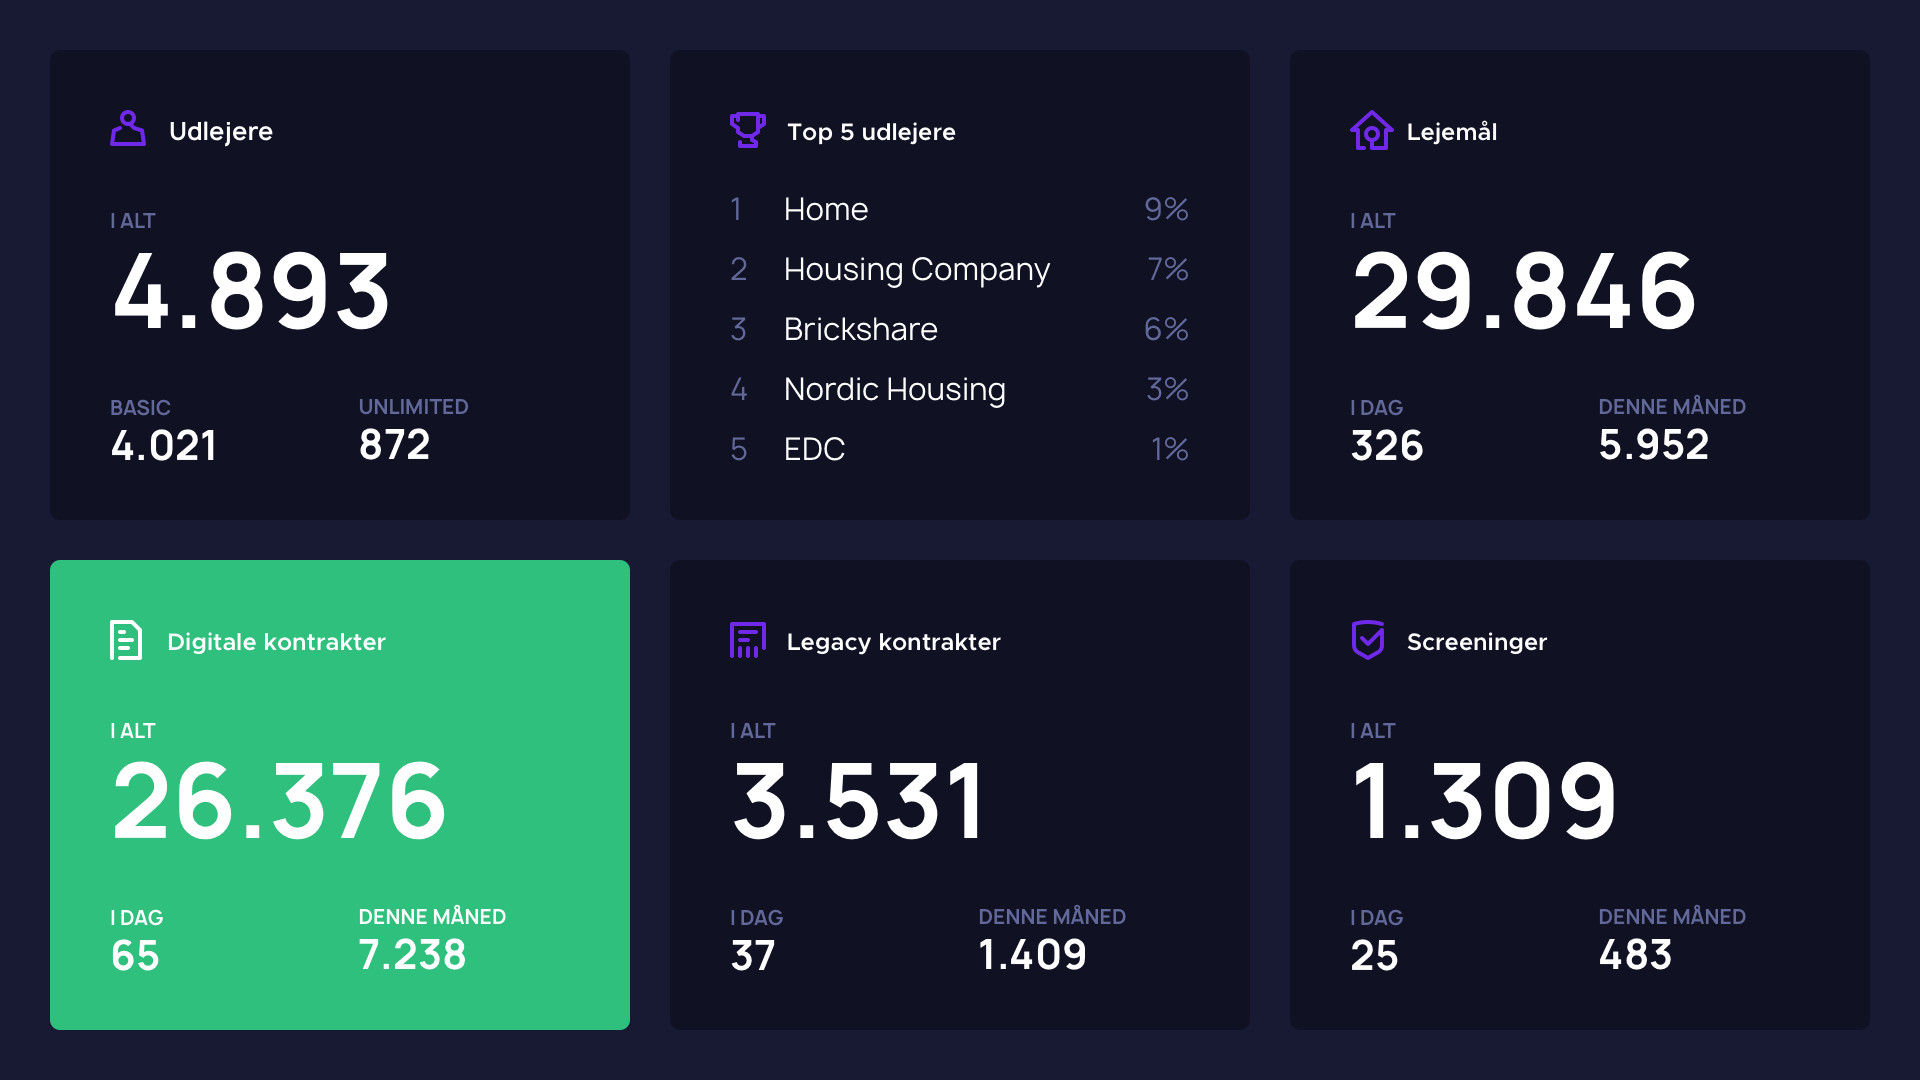 Udlejere
I ALT
4.893
BASIC
4.021
UNLIMITED
872
Top 5 udlejere
1 Home 9%
2 Housing Company 7%
3 Brickshare 6%
4 Nordic Housing 3%
5 EDC 1%
Lejemål
I ALT
29.846
I DAG
326
DENNE MÅNED
5.952
Digitale kontrakter
I ALT
26.376
I DAG
65
DENNE MÅNED
7.238
Legacy kontrakter
I ALT
3.531
I DAG
37
DENNE MÅNED
1.409
Screeninger
I ALT
1.309
I DAG
25
DENNE MÅNED
483